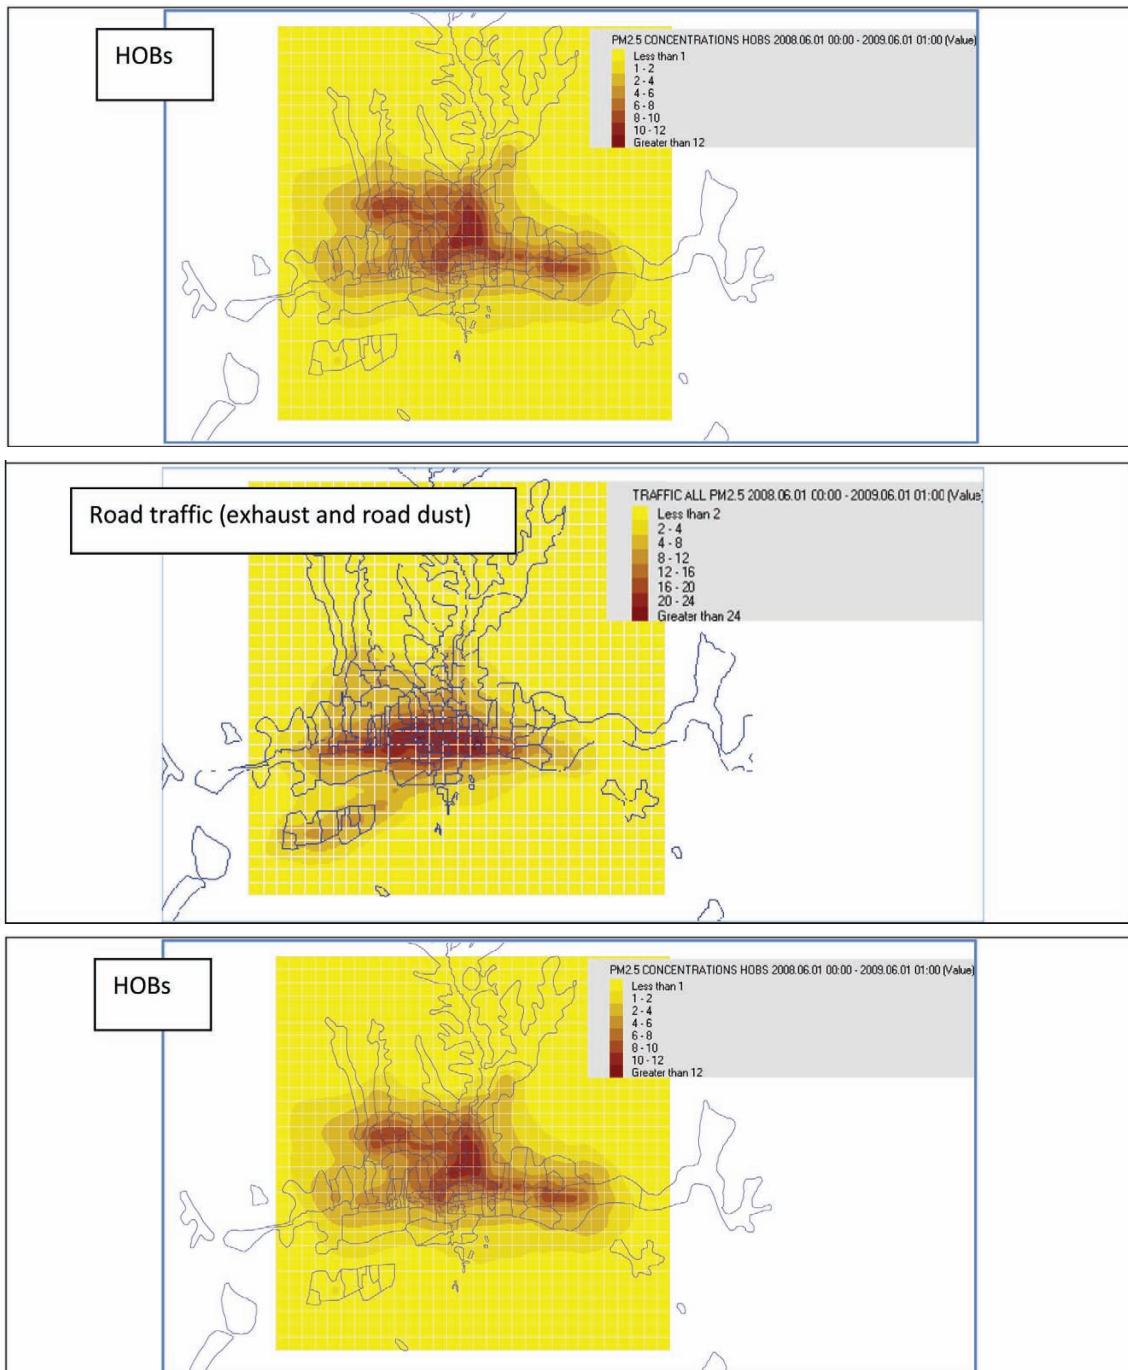 HOBs
PM2.5 CONCENTRATIONS HOBS 2008.06.01 00:00 - 2009.06.01 01:00 (Value)
Less than 1
1 - 2
2 - 4
4 - 6
6 - 8
8 - 10
10 - 12
Greater than 12
Road traffic (exhaust and road dust)
TRAFFIC ALL PM2.5 2008.06.01 00:00 - 2009.06.01 01:00 (Value)
Less than 2
2 - 4
4 - 8
8 - 12
12 - 16
16 - 20
20 - 24
Greater than 24
HOBs
PM2.5 CONCENTRATIONS HOBS 2008.06.01 00:00 - 2009.06.01 01:00 (Value)
Less than 1
1 - 2
2 - 4
4 - 6
6 - 8
8 - 10
10 - 12
Greater than 12